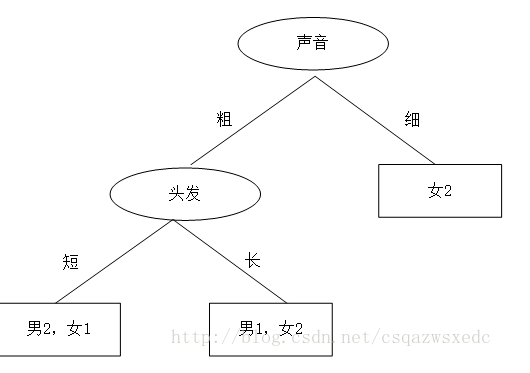 声音
粗
细
头发
女2
短
长
男2，女1
男1，女2
http://blog.csdn.net/csqazwsxedc